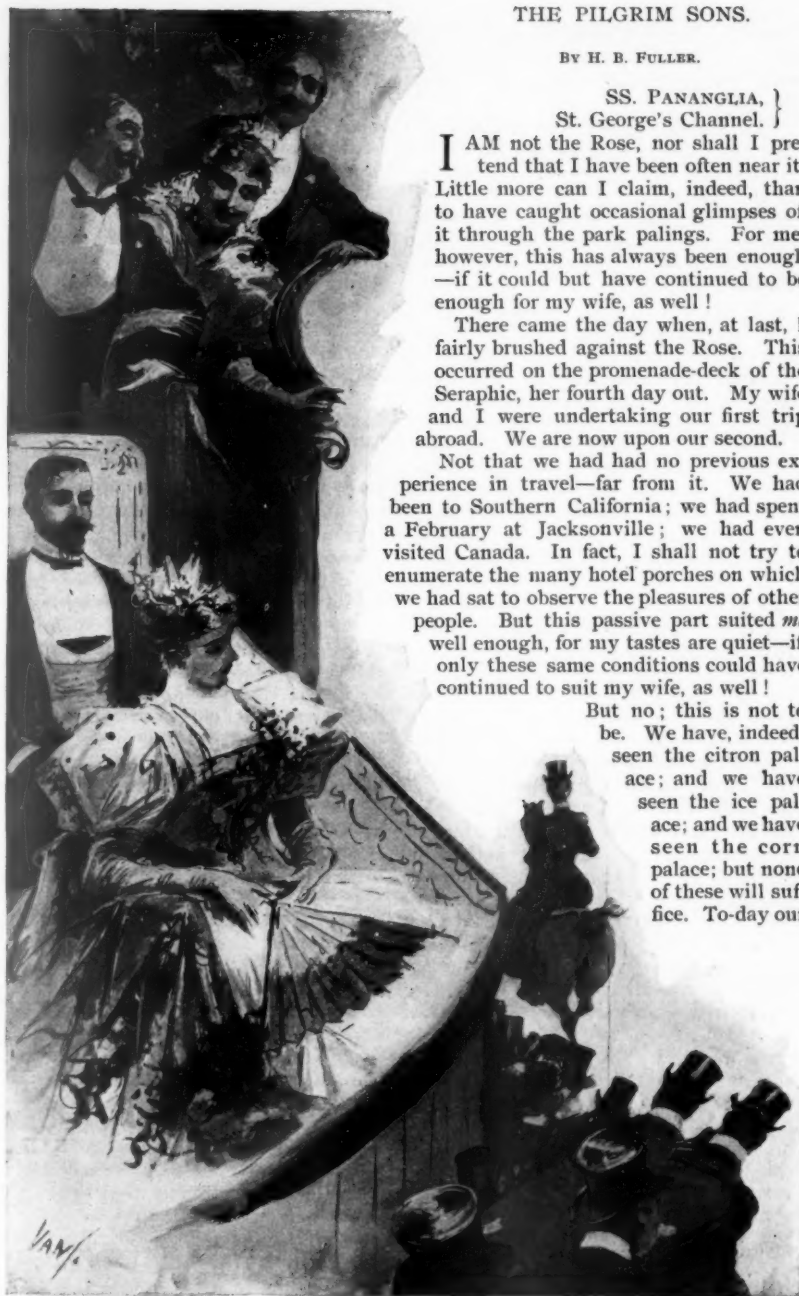 THE PILGRIM SONS.
BY H. B. FULLER.
SS. PANANGLIA, }
St. George's Channel. }
I AM not the Rose, nor shall I pre
tend that I have been often near it
Little more can I claim, indeed, than
to have caught occasional glimpses of
it through the park palings. For me
however, this has always been enough
—if it could but have continued to be
enough for my wife, as well !
There came the day when, at last, I
fairly brushed against the Rose. This
occurred on the promenade-deck of the
Seraphic, her fourth day out. My wife
and I were undertaking our first trip
abroad. We are now upon our second.
Not that we had had no previous ex
perience in travel—far from it. We had
been to Southern California ; we had spen
a February at Jacksonville ; we had even
visited Canada. In fact, I shall not try to
enumerate the many hotel porches on which
we had sat to observe the pleasures of other
people. But this passive part suited me
well enough, for my tastes are quiet—if
only these same conditions could have
continued to suit my wife, as well !
But no ; this is not to
be. We have, indeed
seen the citron pal
ace ; and we have
seen the ice pal
ace ; and we have
seen the corn
palace ; but none
of these will suf
fice. To-day our